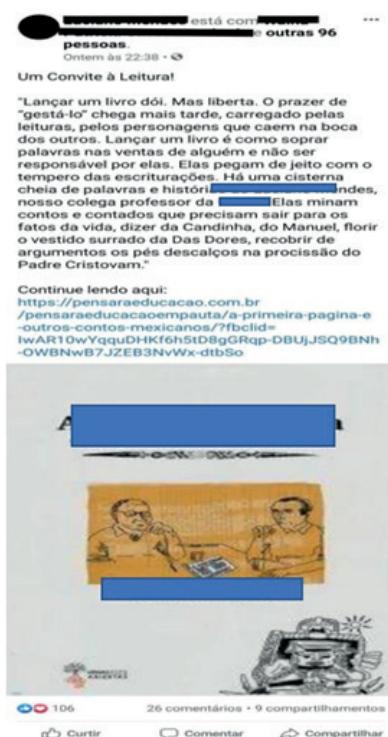 está com
e outras 96
pessoas.
Ontem às 22:38 ·
Um Convite à Leitura!
"Lançar um livro dói. Mas liberta. O prazer de
"gestá-lo" chega mais tarde, carregado pelas
leituras, pelos personagens que caem na boca
dos outros. Lançar um livro é como soprar
palavras nas ventas de alguém e não ser
responsável por elas. Elas pegam de jeito com o
tempero das escriturações. Há uma cisterna
cheia de palavras e históri
nosso colega professor da Elas minam
contos e contados que precisam sair para os
fatos da vida, dizer da Candinha, do Manuel, florir
o vestido surrado da Das Dores, recobrir de
argumentos os pés descalços na procissão do
Padre Cristovam."
Continue lendo aqui:
https://pensaraeducacao.com.br
/pensaraeducacaoempauta/a-primeira-pagina-e
-outros-contos-mexicanos/?fbclid=
IwAR10wYqquDHKf6h5tD8gGRqp-DBUjJSQ9BNh
-OWBNwB7JZEB3NvWx-dtbSo
106
26 comentários · 9 compartilhamentos
Curtir
Comentar
Compartilhar